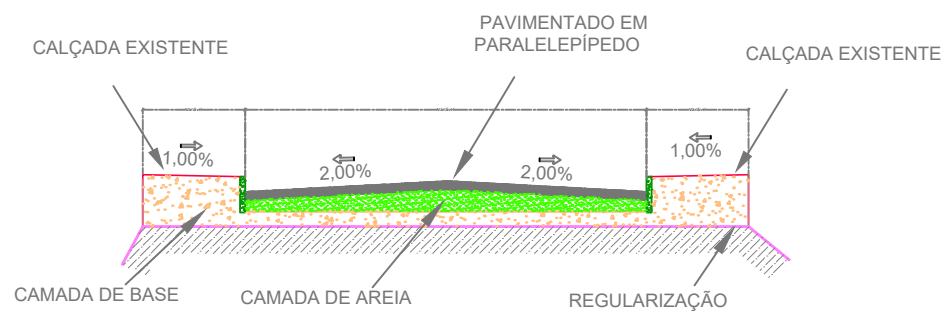 PAVIMENTADO EM
PARALELEPÍPEDO
CALÇADA EXISTENTE
CALÇADA EXISTENTE
1,00%
2,00%
2,00%
1,00%
CAMADA DE BASE
CAMADA DE AREIA
REGULARIZAÇÃO